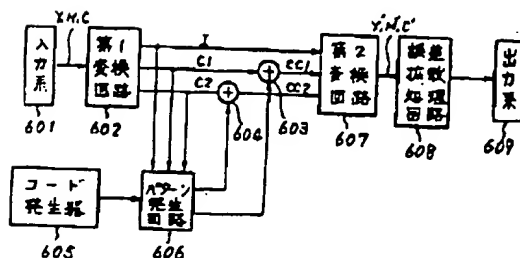 Y,M,C
入力系
601
第1変換回路
602
I
C1
C2
603
604
CC1
CC2
第2変換回路
607
Y',M',C'
誤差拡散処理回路
608
出力系
609
コード発生器
605
パターン発生回路
606